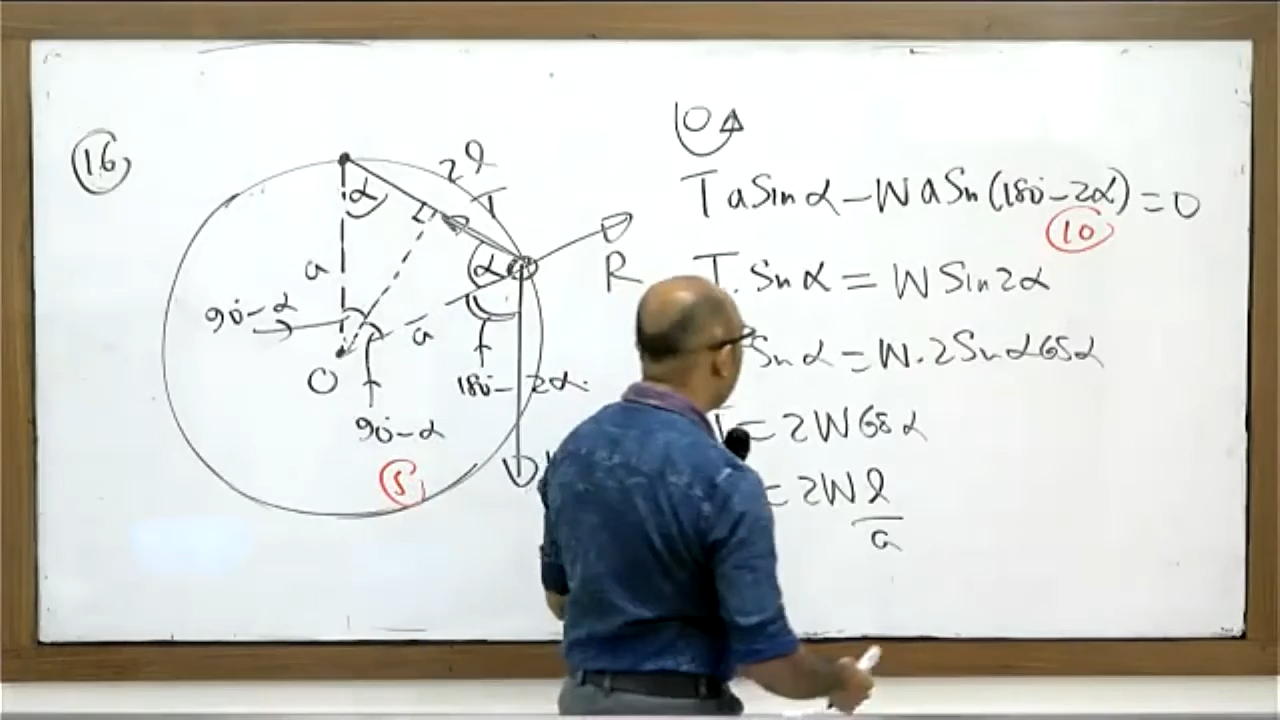 16
2l
T
α
a
R
α
90°-α
a
O
180°-2α
90°-α
5
O
T a Sin α - W a Sin (180°-2α) = 0
10
T. Sin α = W Sin 2α
Sin α = W. 2 Sin α Cos α
= 2W Cos α
= 2W l
a